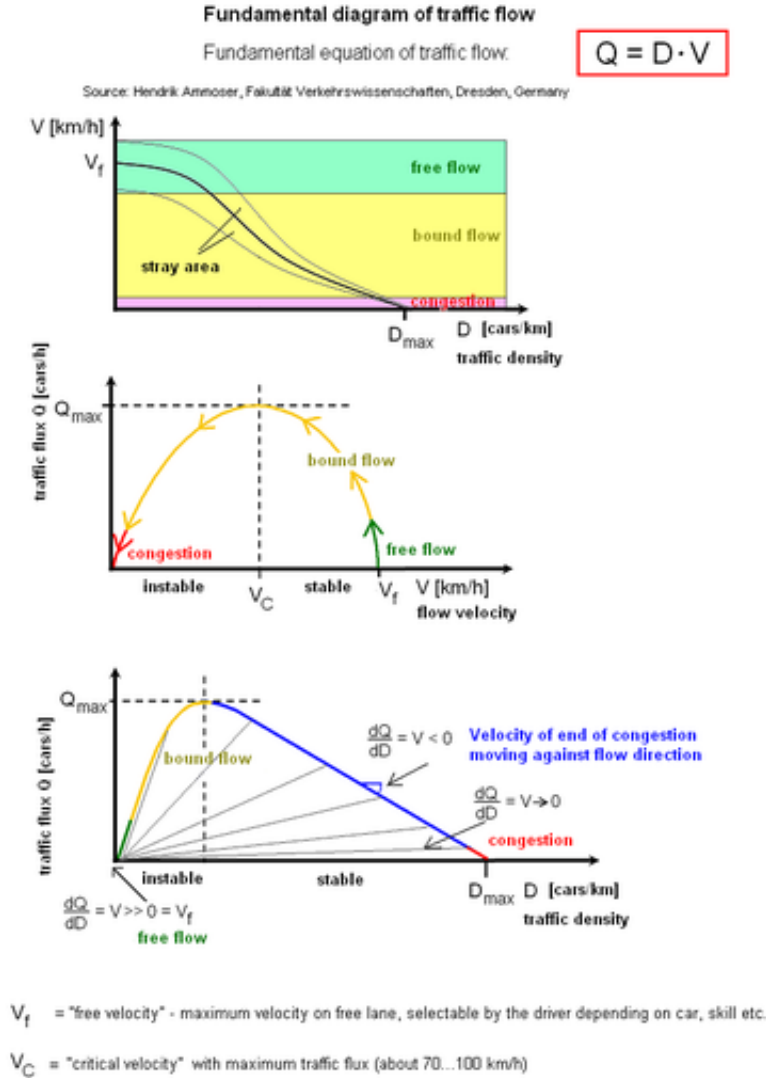 Fundamental diagram of traffic flow
Fundamental equation of traffic flow:
Q = D · V
Source: Hendrik Ammoser, Fakultät Verkehrswissenschaften, Dresden, Germany
V [km/h]
Vf
free flow
bound flow
stray area
congestion
Dmax
D [cars/km]
traffic density
traffic flux Q [cars/h]
Qmax
bound flow
congestion
free flow
instable
VC
stable
Vf
V [km/h]
flow velocity
traffic flux Q [cars/h]
Qmax
bound flow
dQ/dD = V < 0
Velocity of end of congestion
moving against flow direction
dQ/dD = V→0
congestion
instable
stable
Dmax
D [cars/km]
traffic density
dQ/dD = V >> 0 = Vf
free flow
Vf = "free velocity" - maximum velocity on free lane, selectable by the driver depending on car, skill etc.
VC = "critical velocity" with maximum traffic flux (about 70...100 km/h)